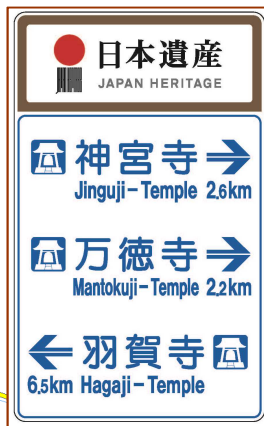 日本遺産
JAPAN HERITAGE
神宮寺
Jinguji-Temple 2.6km
万徳寺
Mantokuji-Temple 2.2km
羽賀寺
6.5km Hagaji-Temple